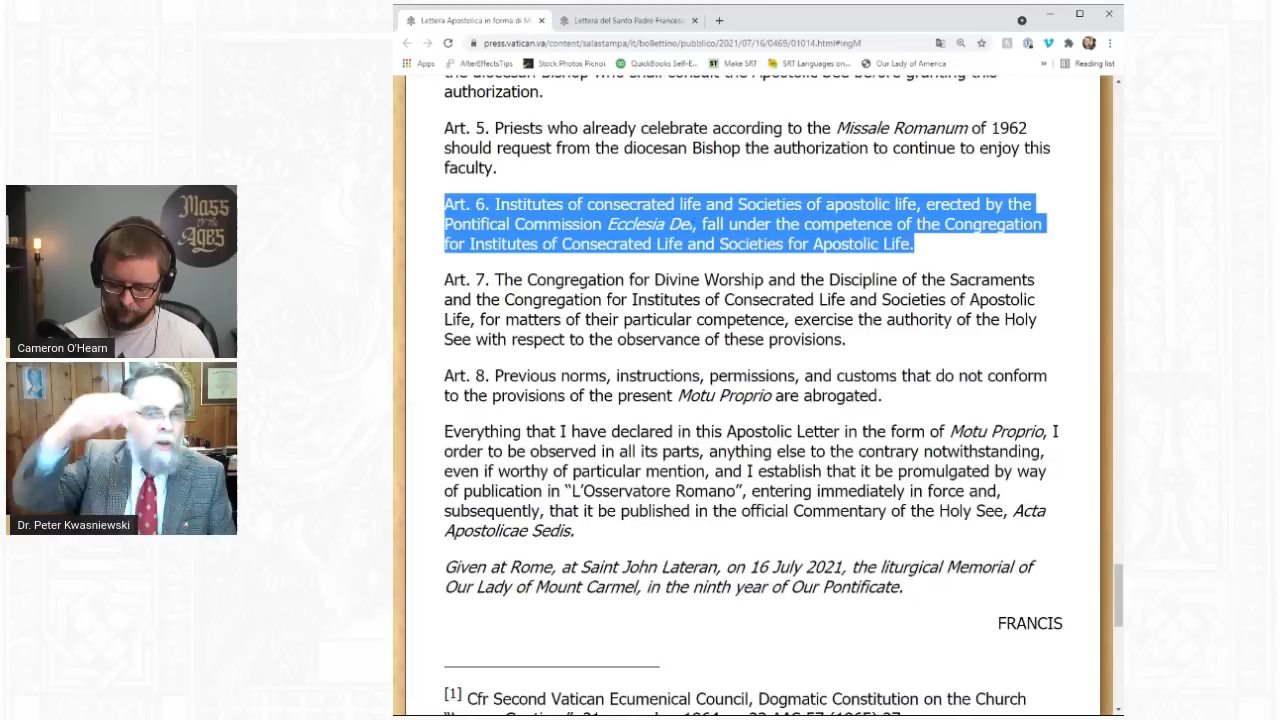 Lettera Apostolica in forma di M
Lettera del Santo Padre Frances
press.vatican.va/content/salastampa/it/bollettino/pubblico/2021/07/16/0469/01014.html#ingM
Apps
AfterEffectsTips
Stock Photos Picnoi
QuickBooks Self-E...
Make SRT
SRT Languages on...
Our Lady of America
»
Reading list
the diocesan Bishop who shall consult the Apostolic See before granting this
authorization.
Art. 5. Priests who already celebrate according to the Missale Romanum of 1962
should request from the diocesan Bishop the authorization to continue to enjoy this
faculty.
Art. 6. Institutes of consecrated life and Societies of apostolic life, erected by the
Pontifical Commission Ecclesia Dei, fall under the competence of the Congregation
for Institutes of Consecrated Life and Societies for Apostolic Life.
Art. 7. The Congregation for Divine Worship and the Discipline of the Sacraments
and the Congregation for Institutes of Consecrated Life and Societies of Apostolic
Life, for matters of their particular competence, exercise the authority of the Holy
See with respect to the observance of these provisions.
Art. 8. Previous norms, instructions, permissions, and customs that do not conform
to the provisions of the present Motu Proprio are abrogated.
Everything that I have declared in this Apostolic Letter in the form of Motu Proprio, I
order to be observed in all its parts, anything else to the contrary notwithstanding,
even if worthy of particular mention, and I establish that it be promulgated by way
of publication in “L’Osservatore Romano”, entering immediately in force and,
subsequently, that it be published in the official Commentary of the Holy See, Acta
Apostolicae Sedis.
Given at Rome, at Saint John Lateran, on 16 July 2021, the liturgical Memorial of
Our Lady of Mount Carmel, in the ninth year of Our Pontificate.
FRANCIS
[1] Cfr Second Vatican Ecumenical Council, Dogmatic Constitution on the Church
Mass
of the
Ages
Cameron O'Hearn
Dr. Peter Kwasniewski